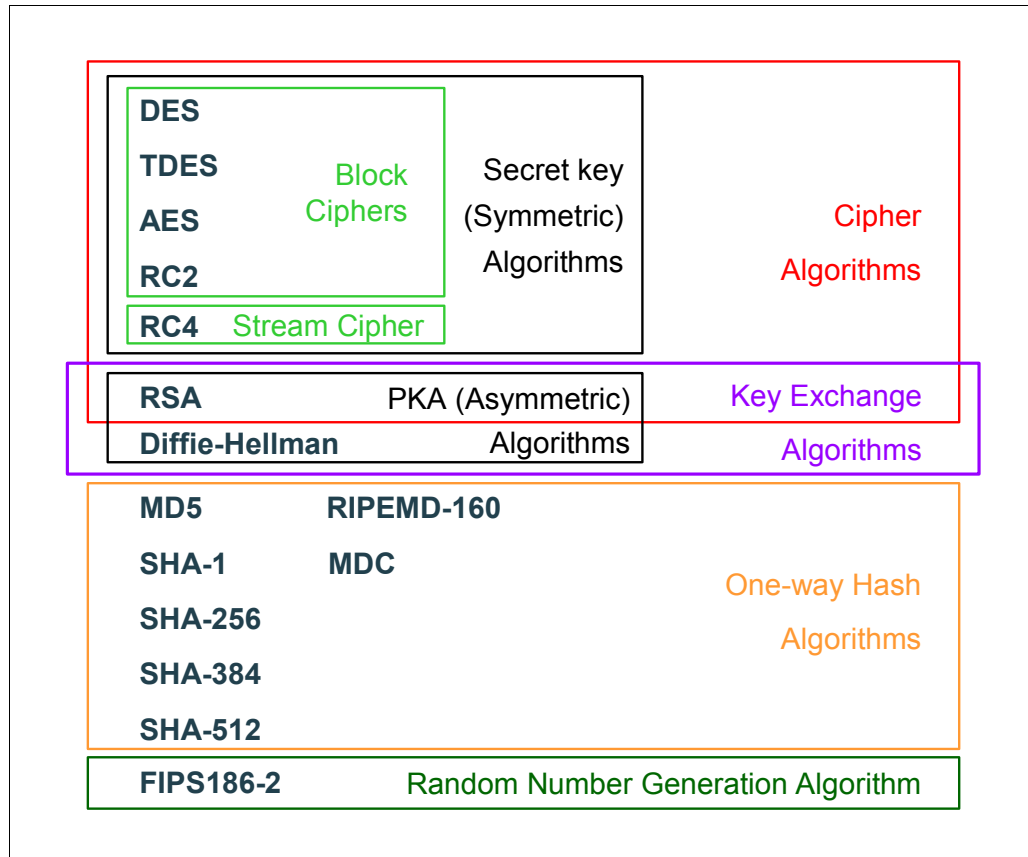 DES
TDES
AES
RC2
Block
Ciphers
RC4 Stream Cipher
Secret key
(Symmetric)
Algorithms
Cipher
Algorithms
RSA
Diffie-Hellman
PKA (Asymmetric)
Algorithms
Key Exchange
Algorithms
MD5
SHA-1
SHA-256
SHA-384
SHA-512
RIPEMD-160
MDC
One-way Hash
Algorithms
FIPS186-2 Random Number Generation Algorithm